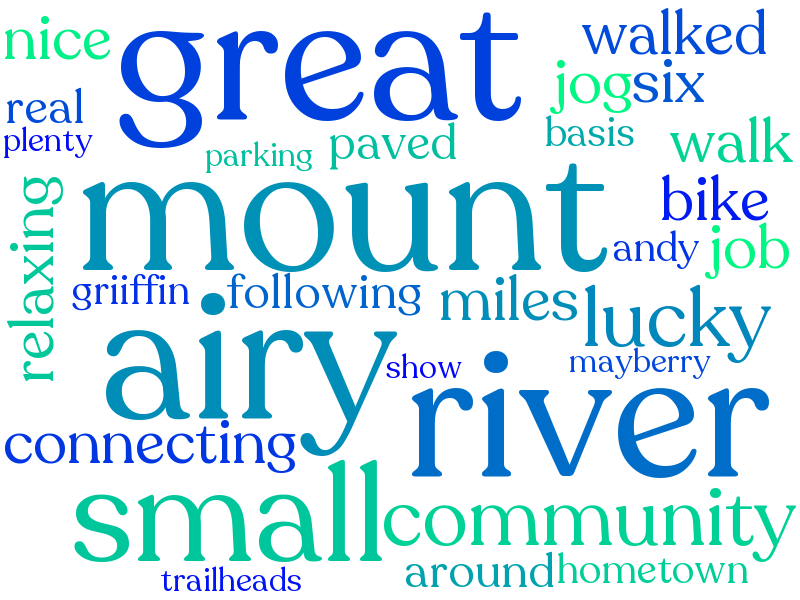 nice
great
walked
real
jog
six
plenty
parking
paved
basis
walk
mount
relaxing
bike
andy
job
griiffin
following
miles
lucky
airy
show
mayberry
river
connecting
small
community
trailheads
around
hometown